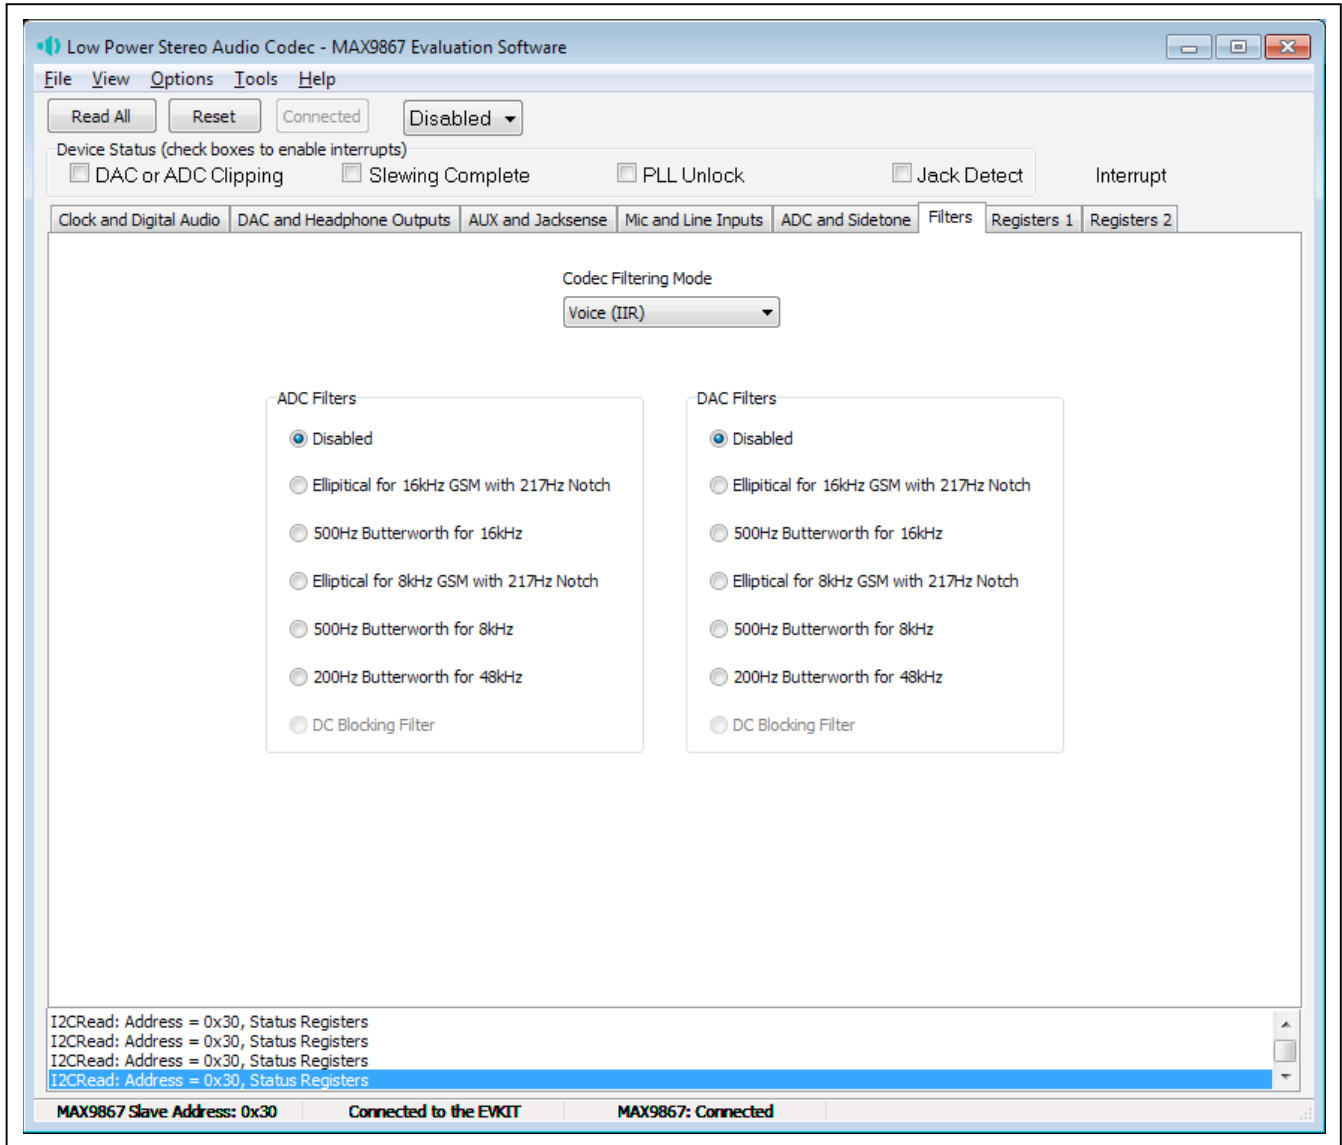 Low Power Stereo Audio Codec - MAX9867 Evaluation Software
File View Options Tools Help
Read All Reset Connected Disabled
Device Status (check boxes to enable interrupts)
DAC or ADC Clipping Slewing Complete PLL Unlock Jack Detect Interrupt
Clock and Digital Audio DAC and Headphone Outputs AUX and Jacksense Mic and Line Inputs ADC and Sidetone Filters Registers 1 Registers 2
Codec Filtering Mode
Voice (IIR)
ADC Filters
Disabled
Ellipitical for 16kHz GSM with 217Hz Notch
500Hz Butterworth for 16kHz
Elliptical for 8kHz GSM with 217Hz Notch
500Hz Butterworth for 8kHz
200Hz Butterworth for 48kHz
DC Blocking Filter
DAC Filters
Disabled
Ellipitical for 16kHz GSM with 217Hz Notch
500Hz Butterworth for 16kHz
Elliptical for 8kHz GSM with 217Hz Notch
500Hz Butterworth for 8kHz
200Hz Butterworth for 48kHz
DC Blocking Filter
I2CRead: Address = 0x30, Status Registers
I2CRead: Address = 0x30, Status Registers
I2CRead: Address = 0x30, Status Registers
I2CRead: Address = 0x30, Status Registers
MAX9867 Slave Address: 0x30 Connected to the EVKIT MAX9867: Connected